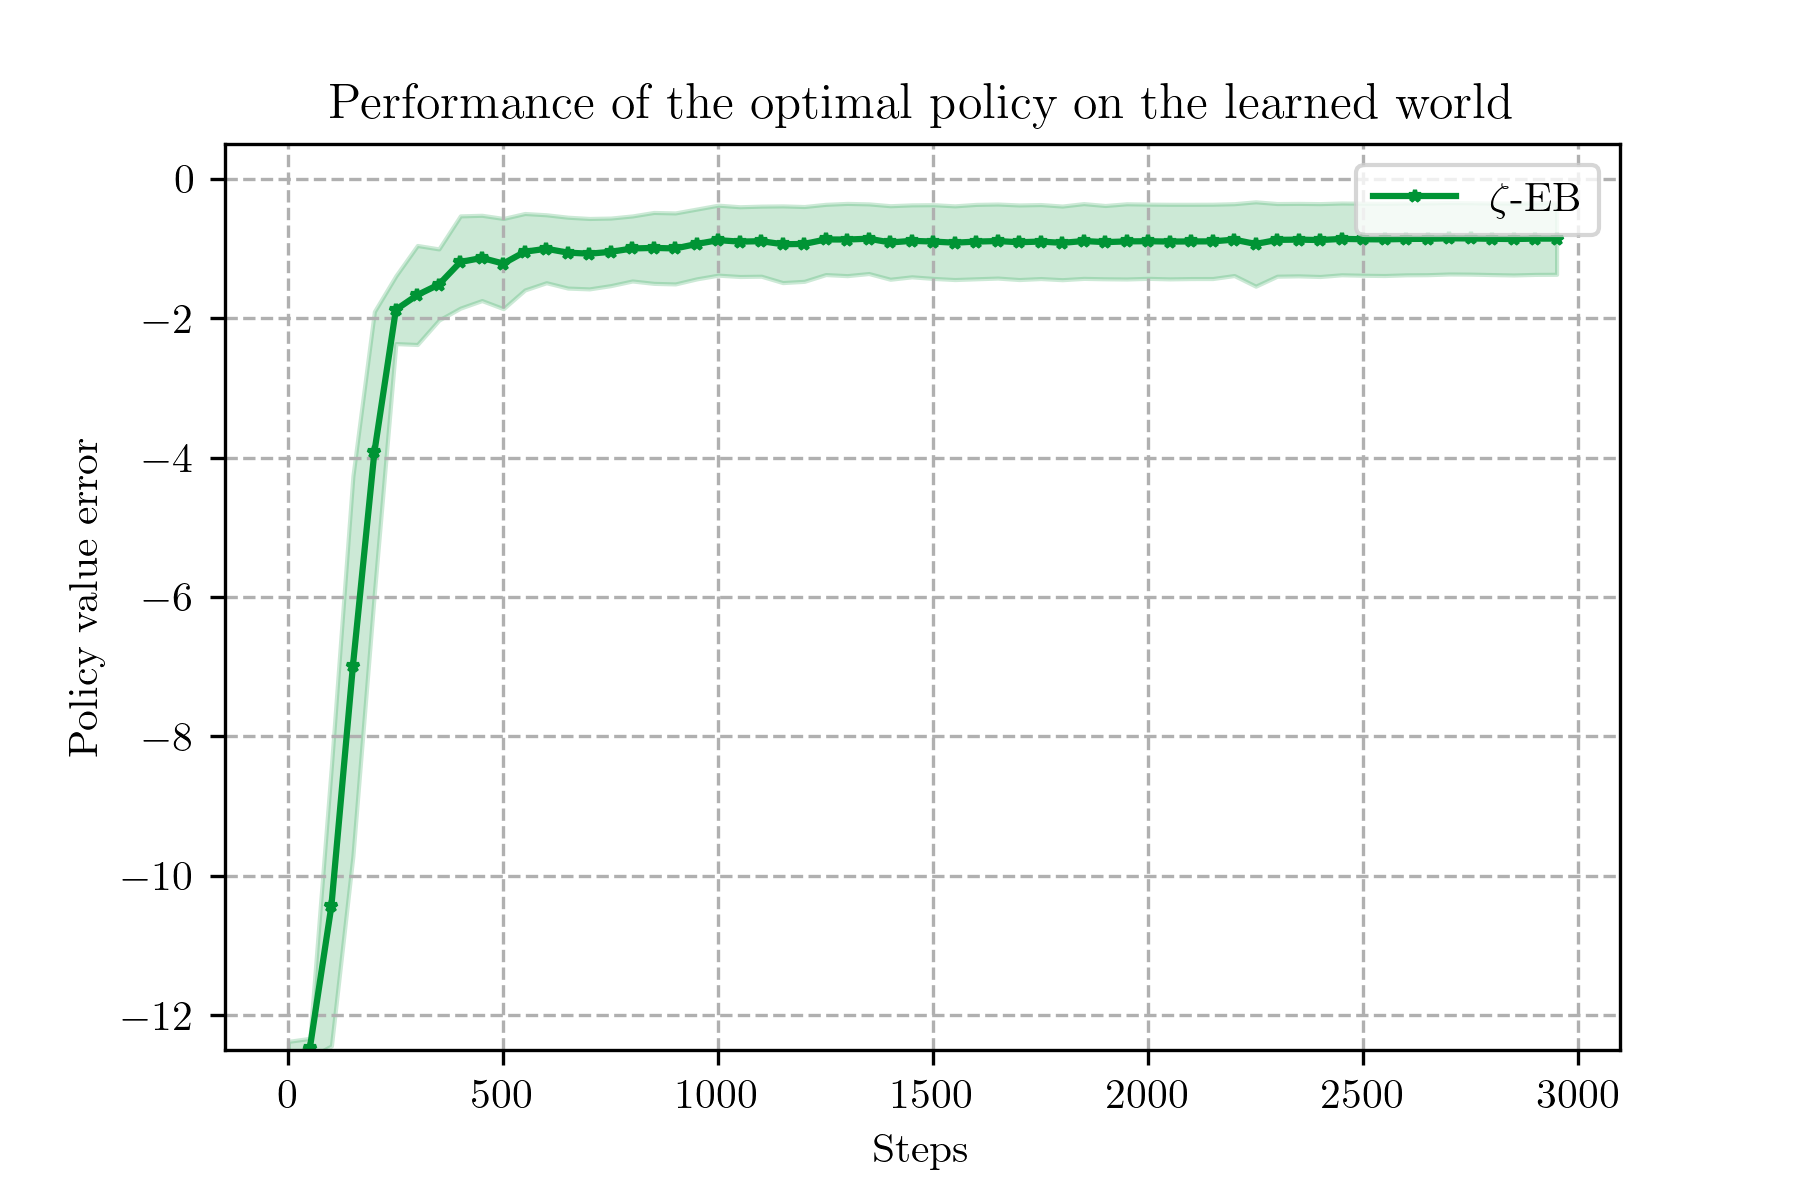 Performance of the optimal policy on the learned world
ζ-EB
Policy value error
0
−2
−4
−6
−8
−10
−12
0 500 1000 1500 2000 2500 3000
Steps